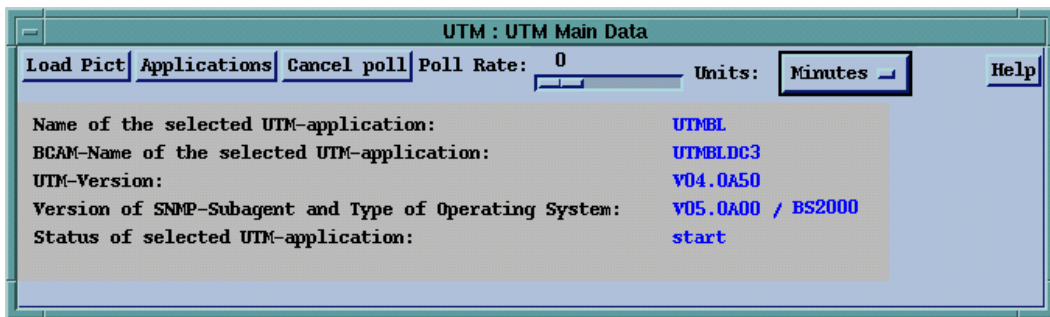 UTM : UTM Main Data
Load Pict Applications Cancel poll Poll Rate: 0 Units: Minutes Help
Name of the selected UTM-application: UTMBL
BCAM-Name of the selected UTM-application: UTMBLDC3
UTM-Version: V04.0A50
Version of SNMP-Subagent and Type of Operating System: V05.0A00 / BS2000
Status of selected UTM-application: start